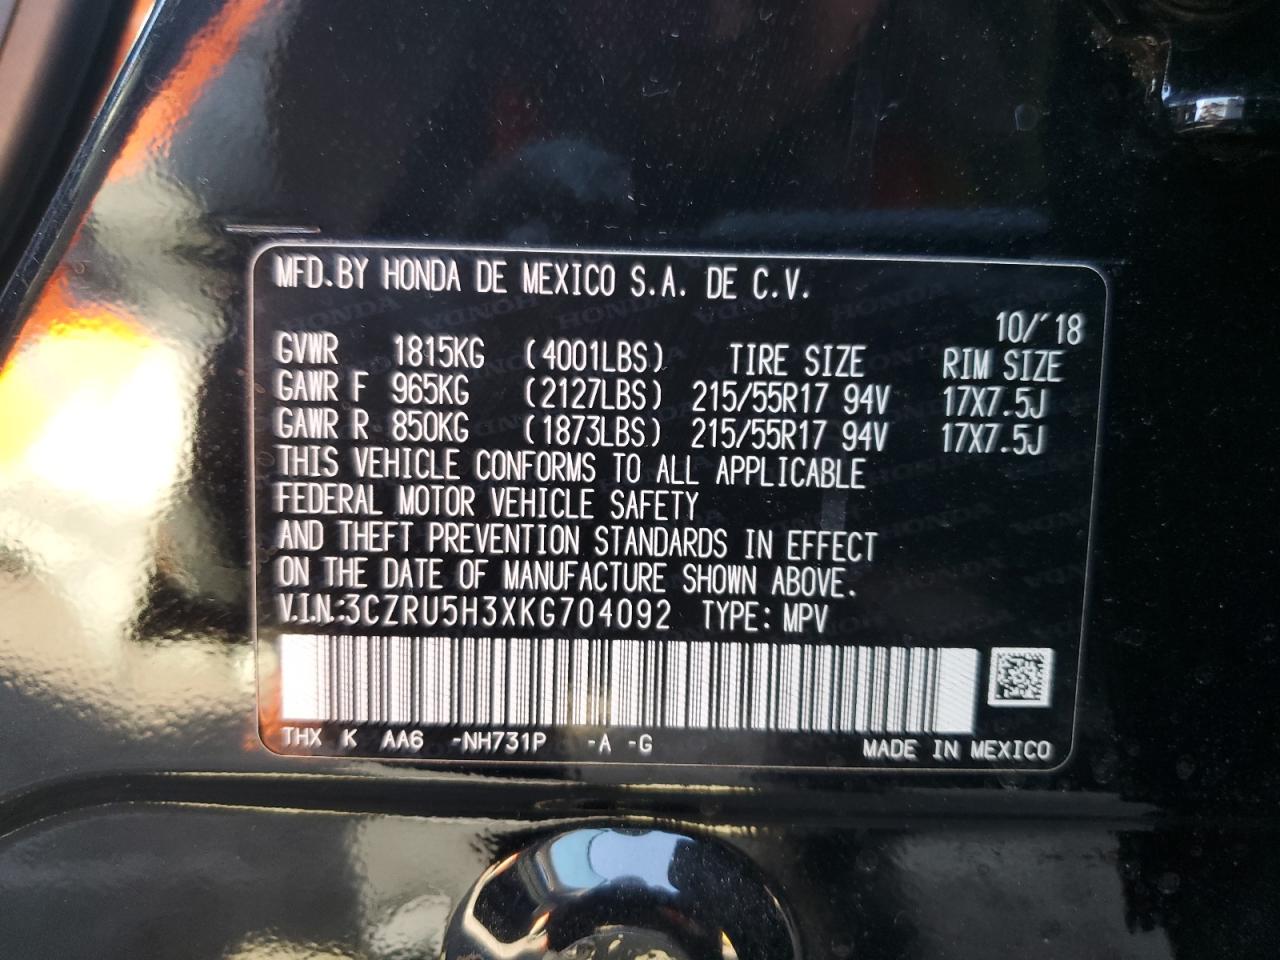 MFD.BY HONDA DE MEXICO S.A. DE C.V.
10/'18
GVWR 1815KG (4001LBS) TIRE SIZE RIM SIZE
GAWR F 965KG (2127LBS) 215/55R17 94V 17X7.5J
GAWR R 850KG (1873LBS) 215/55R17 94V 17X7.5J
THIS VEHICLE CONFORMS TO ALL APPLICABLE
FEDERAL MOTOR VEHICLE SAFETY
AND THEFT PREVENTION STANDARDS IN EFFECT
ON THE DATE OF MANUFACTURE SHOWN ABOVE.
V.I.N.:3CZRU5H3XKG704092 TYPE: MPV
THX K AA6 -NH731P -A -G MADE IN MEXICO